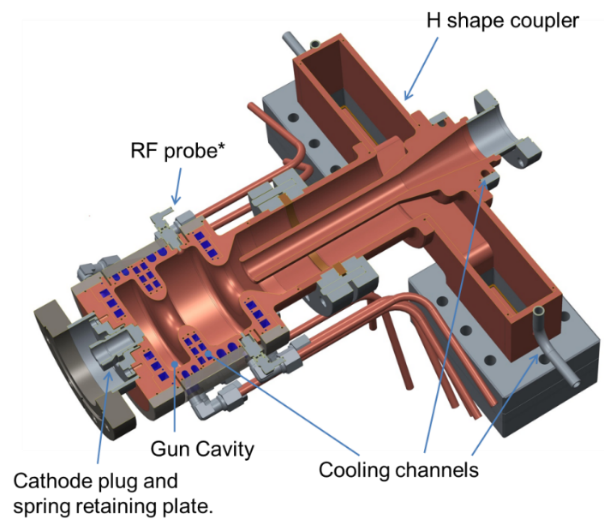 H shape coupler
RF probe*
Gun Cavity
Cooling channels
Cathode plug and
spring retaining plate.